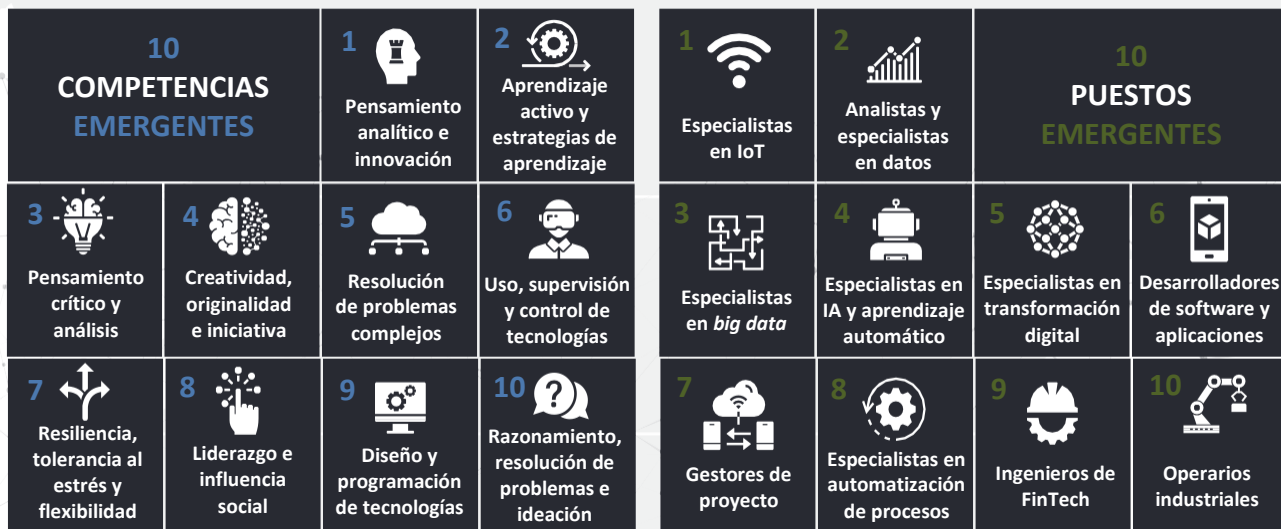 10
COMPETENCIAS
EMERGENTES
1
Pensamiento
analítico e
innovación
2
Aprendizaje
activo y
estrategias de
aprendizaje
3
Pensamiento
crítico y
análisis
4
Creatividad,
originalidad
e iniciativa
5
Resolución
de problemas
complejos
6
Uso, supervisión
y control de
tecnologías
7
Resiliencia,
tolerancia al
estrés y
flexibilidad
8
Liderazgo e
influencia
social
9
Diseño y
programación
de tecnologías
10
?
Razonamiento,
resolución de
problemas e
ideación
1
Especialistas
en IoT
2
Analistas y
especialistas
en datos
10
PUESTOS
EMERGENTES
3
Especialistas
en big data
4
Especialistas en
IA y aprendizaje
automático
5
Especialistas en
transformación
digital
6
Desarrolladores
de software y
aplicaciones
7
Gestores de
proyecto
8
Especialistas en
automatización
de procesos
9
Ingenieros de
FinTech
10
Operarios
industriales